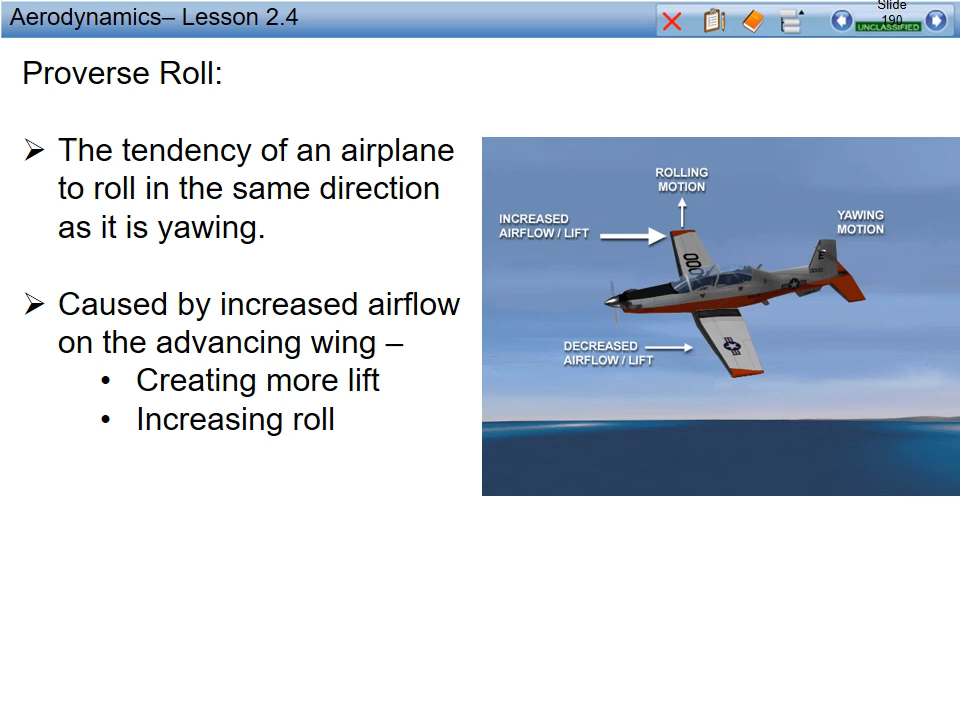 Aerodynamics– Lesson 2.4
Slide
190
UNCLASSIFIED
Proverse Roll:
➢ The tendency of an airplane
to roll in the same direction
as it is yawing.
➢ Caused by increased airflow
on the advancing wing –
• Creating more lift
• Increasing roll
ROLLING
MOTION
INCREASED
AIRFLOW / LIFT
YAWING
MOTION
DECREASED
AIRFLOW / LIFT